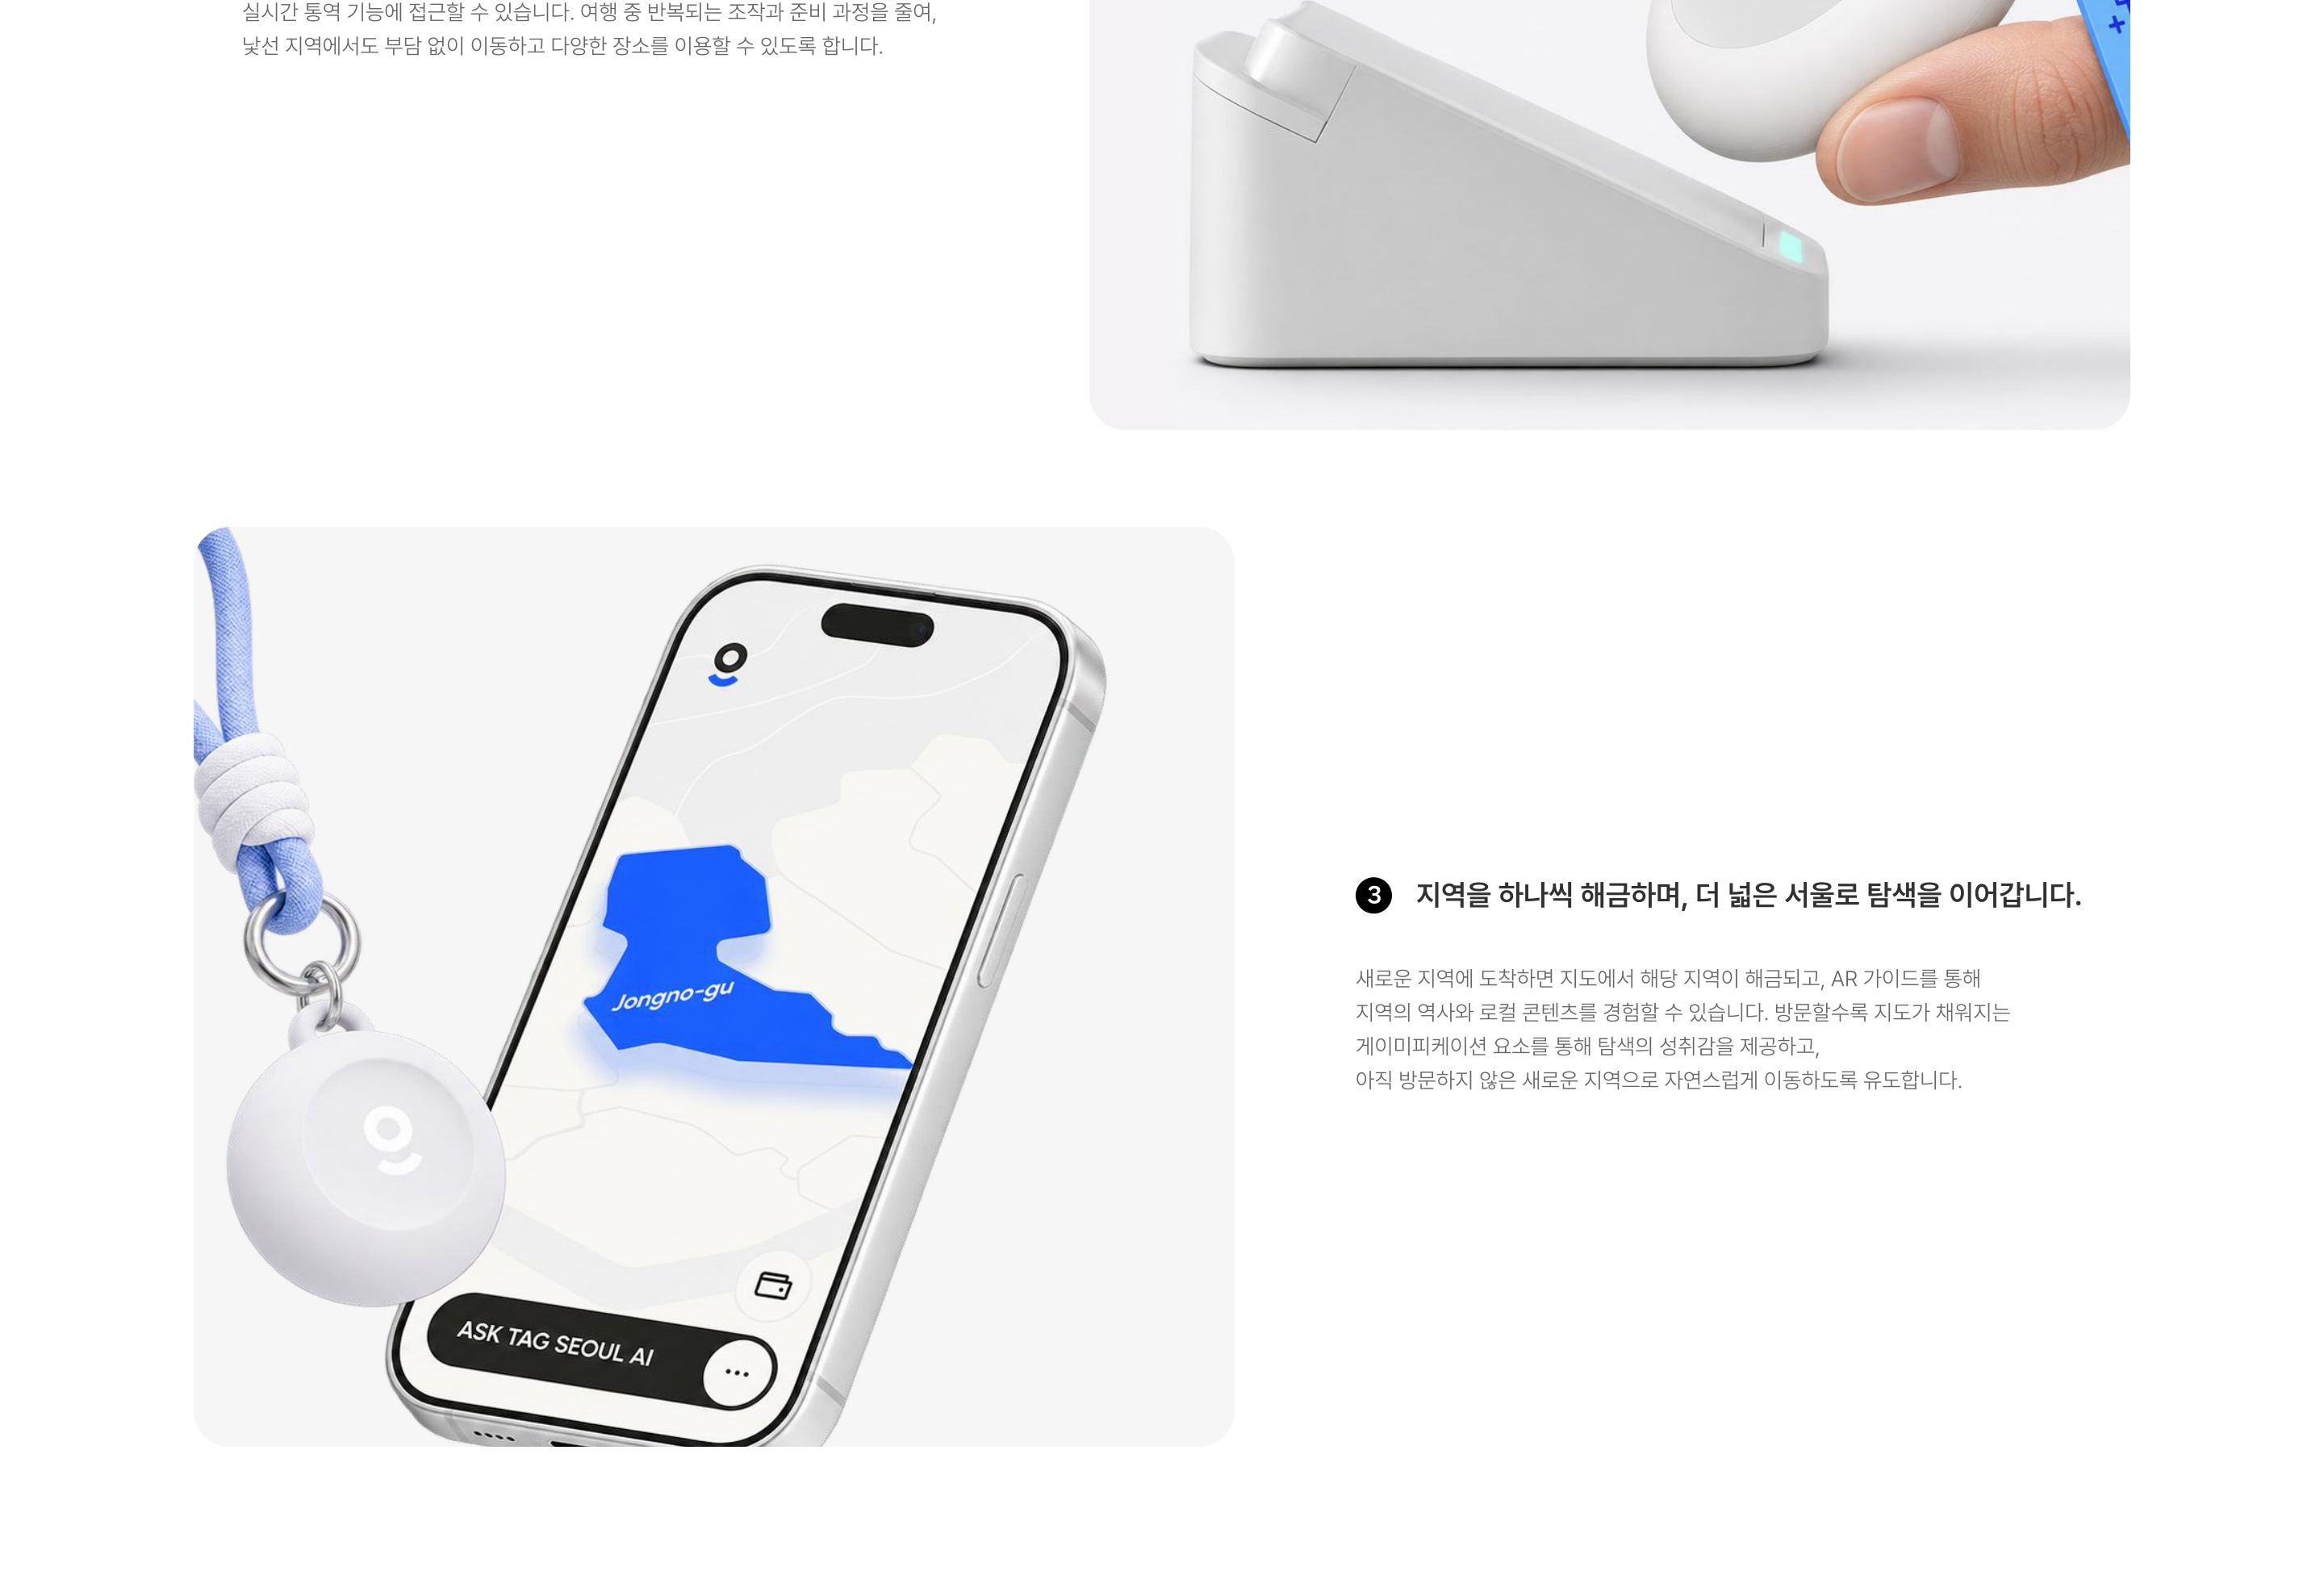 실시간 통역 기능에 접근할 수 있습니다. 여행 중 반복되는 조작과 준비 과정을 줄여,
낯선 지역에서도 부담 없이 이동하고 다양한 장소를 이용할 수 있도록 합니다.
Jongno-gu
ASK TAG SEOUL AI
3 지역을 하나씩 해금하며, 더 넓은 서울로 탐색을 이어갑니다.
새로운 지역에 도착하면 지도에서 해당 지역이 해금되고, AR 가이드를 통해
지역의 역사와 로컬 콘텐츠를 경험할 수 있습니다. 방문할수록 지도가 채워지는
게이미피케이션 요소를 통해 탐색의 성취감을 제공하고,
아직 방문하지 않은 새로운 지역으로 자연스럽게 이동하도록 유도합니다.